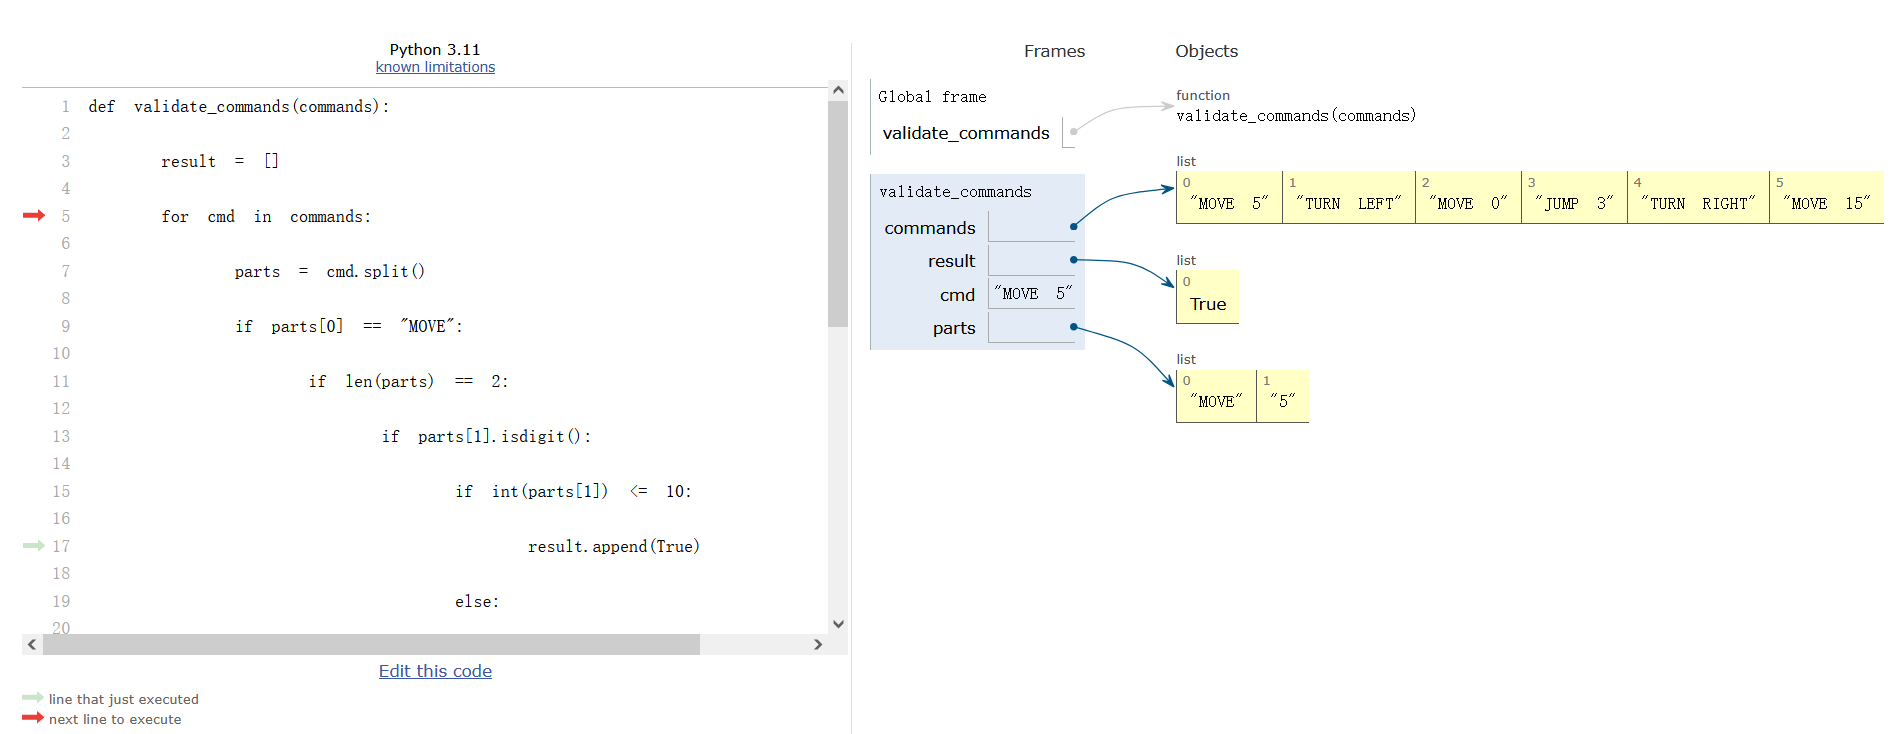 Python 3.11
known limitations
1 def validate_commands(commands):
2
3 result = []
4
5 for cmd in commands:
6
7 parts = cmd.split()
8
9 if parts[0] == "MOVE":
10
11 if len(parts) == 2:
12
13 if parts[1].isdigit():
14
15 if int(parts[1]) <= 10:
16
17 result.append(True)
18
19 else:
20
Edit this code
line that just executed
next line to execute
Frames
Global frame
validate_commands
validate_commands
commands
result
cmd "MOVE 5"
parts
Objects
function
validate_commands(commands)
list
0 1 2 3 4 5
"MOVE 5" "TURN LEFT" "MOVE 0" "JUMP 3" "TURN RIGHT" "MOVE 15"
list
0
True
list
0 1
"MOVE" "5"